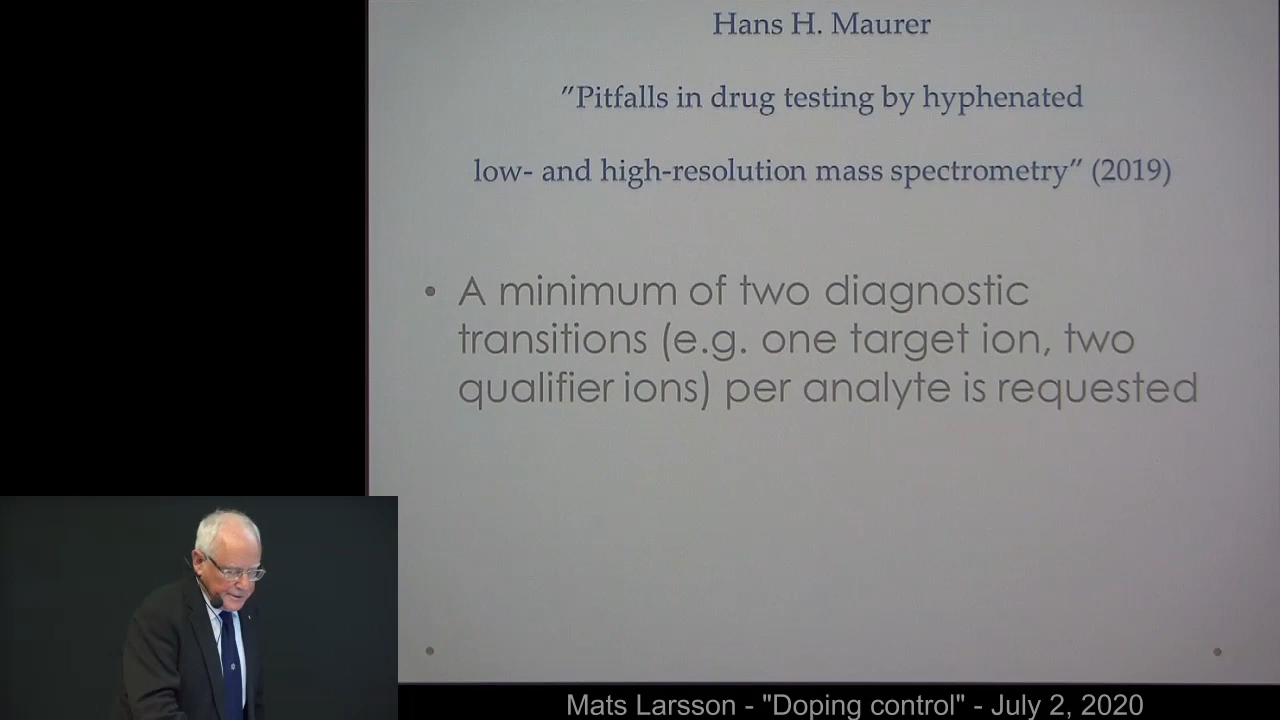 Hans H. Maurer
”Pitfalls in drug testing by hyphenated
low- and high-resolution mass spectrometry” (2019)
• A minimum of two diagnostic
transitions (e.g. one target ion, two
qualifier ions) per analyte is requested
Mats Larsson - "Doping control" - July 2, 2020